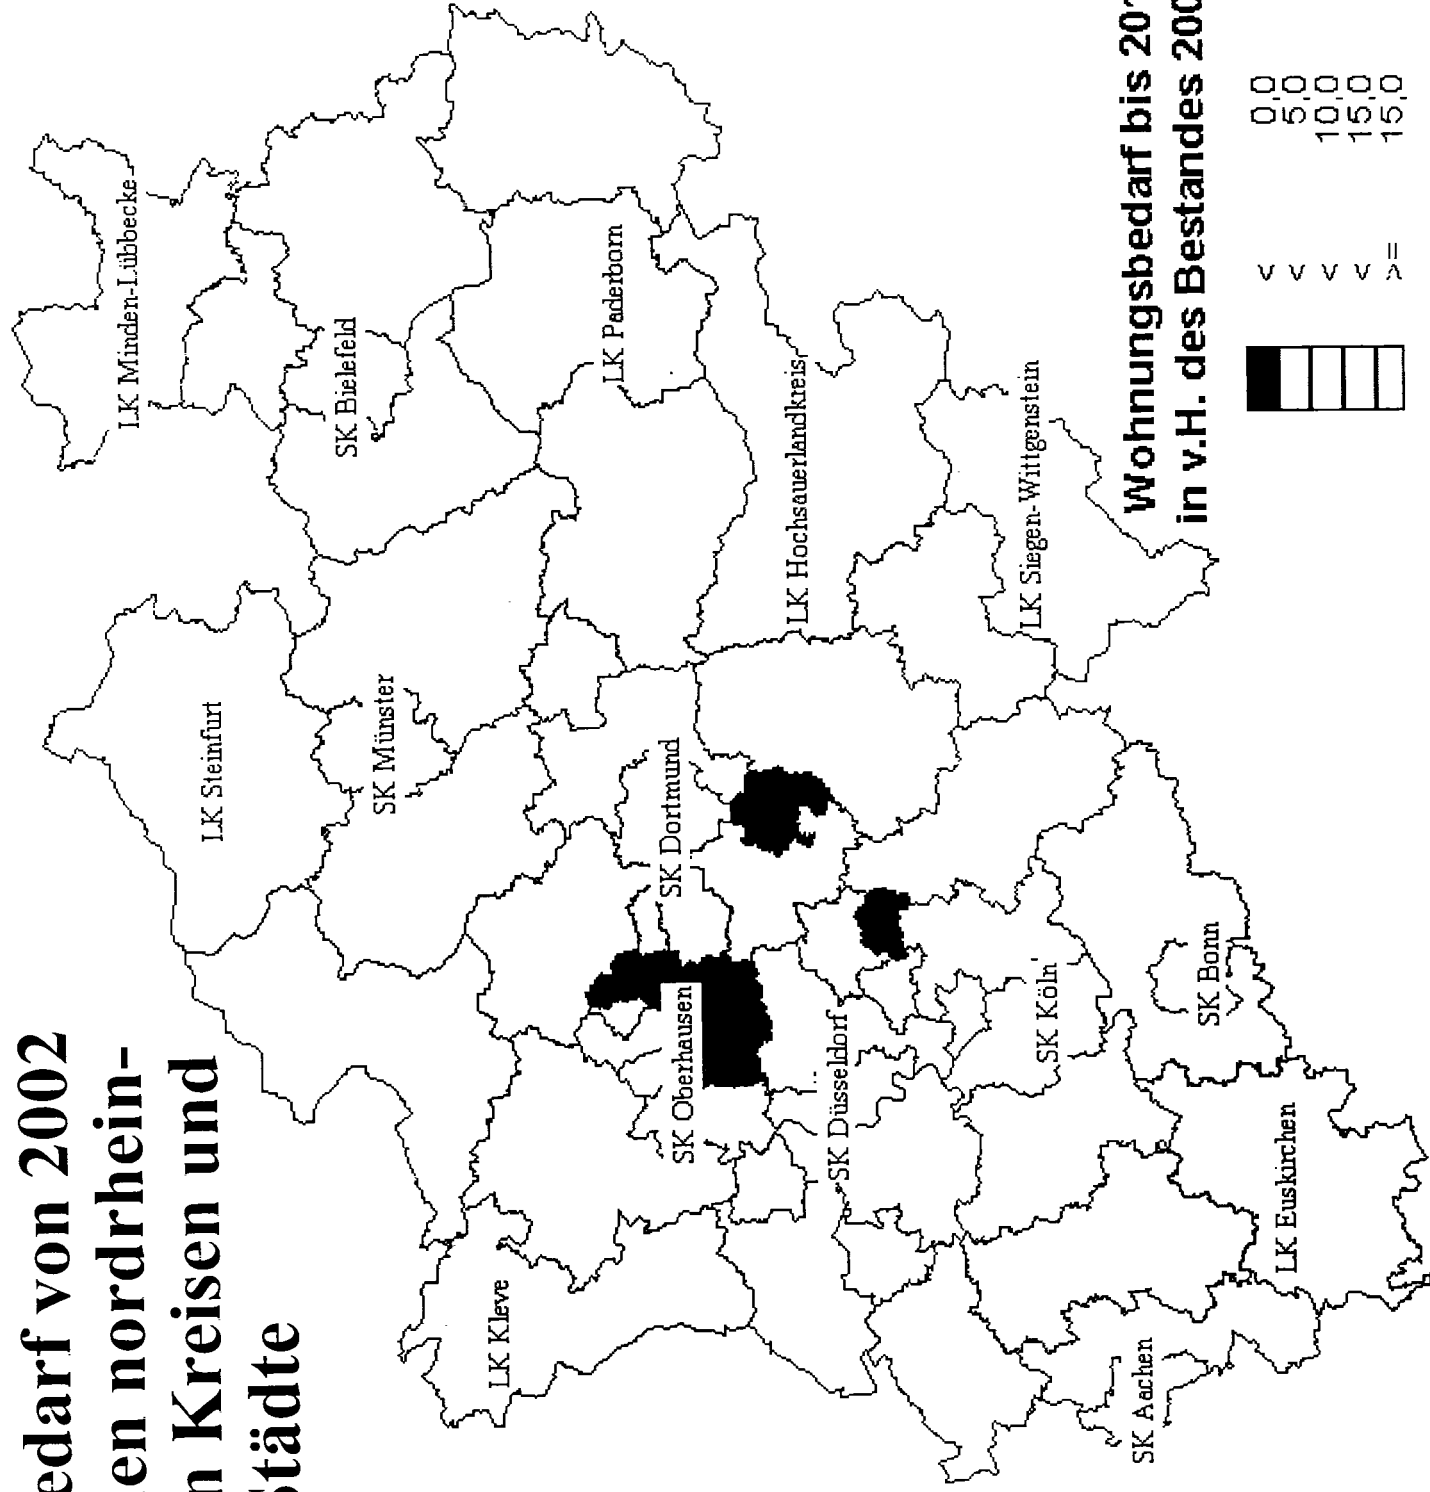 edarf von 2002
en nordrhein-
n Kreisen und
Städte
LK Minden-Lübbecke
LK Steinfurt
SK Bielefeld
SK Münster
LK Kleve
LK Paderborn
SK Dortmund
SK Oberhausen
LK Hochsauerlandkreis
SK Düsseldorf
LK Siegen-Wittgenstein
SK Köln
SK Aachen
SK Bonn
LK Euskirchen
Wohnungsbedarf bis 201
in v.H. des Bestandes 200
< 0,0
< 5,0
< 10,0
< 15,0
>= 15,0